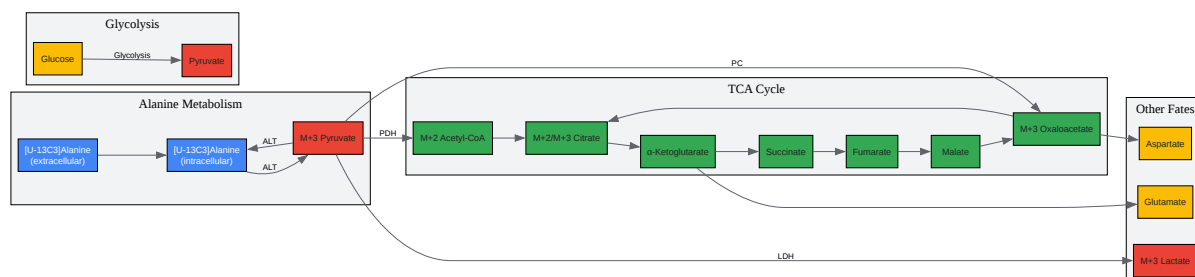 Glycolysis
Glucose
Glycolysis
Pyruvate
Alanine Metabolism
[U-13C3]Alanine
(extracellular)
[U-13C3]Alanine
(intracellular)
ALT
ALT
M+3 Pyruvate
PDH
PC
TCA Cycle
M+2 Acetyl-CoA
M+2/M+3 Citrate
α-Ketoglutarate
Succinate
Fumarate
Malate
M+3 Oxaloacetate
LDH
Other Fates
Aspartate
Glutamate
M+3 Lactate